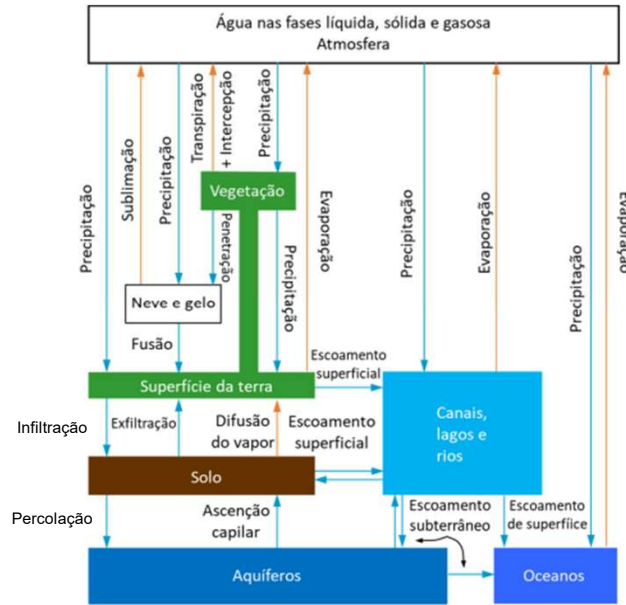 Água nas fases líquida, sólida e gasosa
Atmosfera
Precipitação
Sublimação
Precipitação
Transpiração
+ Intercepção
Precipitação
Vegetação
Penetração
Precipitação
Evaporação
Precipitação
Evaporação
Precipitação
Evaporação
Neve e gelo
Fusão
Escoamento
superficial
Superfície da terra
Canais,
lagos e
rios
Infiltração
Exfiltração
Difusão
do vapor
Escoamento
superficial
Solo
Percolação
Ascenção
capilar
Escoamento
subterrâneo
Escoamento
de superfíice
Aquíferos
Oceanos